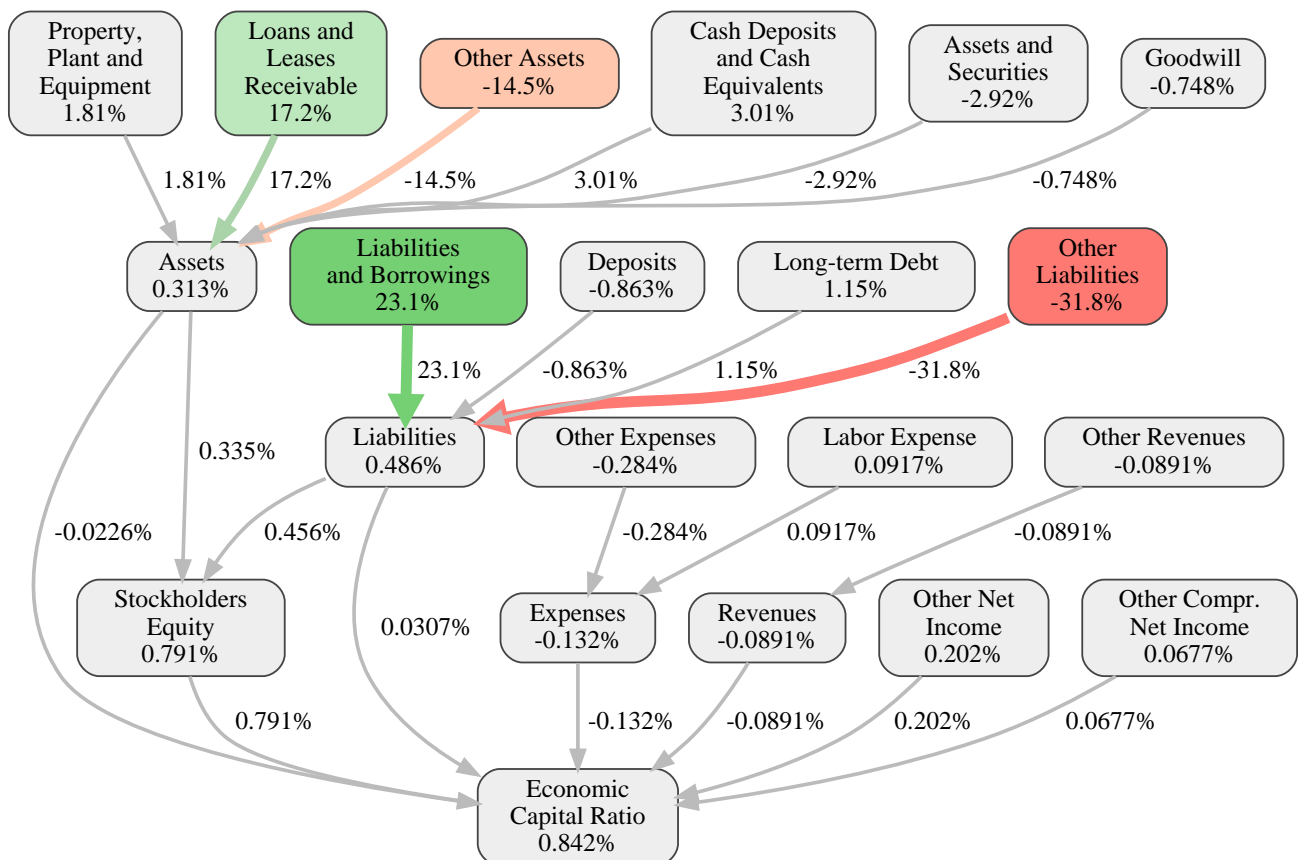 Property,
Plant and
Equipment
1.81%
Loans and
Leases
Receivable
17.2%
Other Assets
-14.5%
Cash Deposits
and Cash
Equivalents
3.01%
Assets and
Securities
-2.92%
Goodwill
-0.748%
1.81%
17.2%
-14.5%
3.01%
-2.92%
-0.748%
Assets
0.313%
Liabilities
and Borrowings
23.1%
Deposits
-0.863%
Long-term Debt
1.15%
Other
Liabilities
-31.8%
23.1%
-0.863%
1.15%
-31.8%
0.335%
Liabilities
0.486%
Other Expenses
-0.284%
Labor Expense
0.0917%
Other Revenues
-0.0891%
-0.0226%
0.456%
-0.284%
0.0917%
-0.0891%
Stockholders
Equity
0.791%
0.0307%
Expenses
-0.132%
Revenues
-0.0891%
Other Net
Income
0.202%
Other Compr.
Net Income
0.0677%
0.791%
-0.132%
-0.0891%
0.202%
0.0677%
Economic
Capital Ratio
0.842%